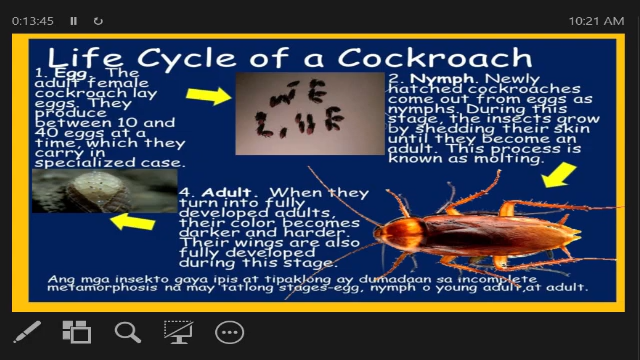 0:13:45
10:21 AM
Life Cycle of a Cockroach
1. Egg. The
adult female
cockroach lay
eggs. They
produce
between 10 and
40 eggs at a
time, which they
carry in
specialized case.
2. Nymph. Newly
hatched cockroaches
come out from eggs as
nymphs. During this
stage, the insects grow
by shedding their skin
until they become an
adult. This process is
known as molting.
4. Adult. When they
turn into fully
developed adults,
their color becomes
darker and harder.
Their wings are also
fully developed
during this stage.
Ang mga insekto gaya ipis at tipaklong ay dumadaan sa incomplete
metamorphosis na may tatlong stages-egg, nymph o young adult,at adult.